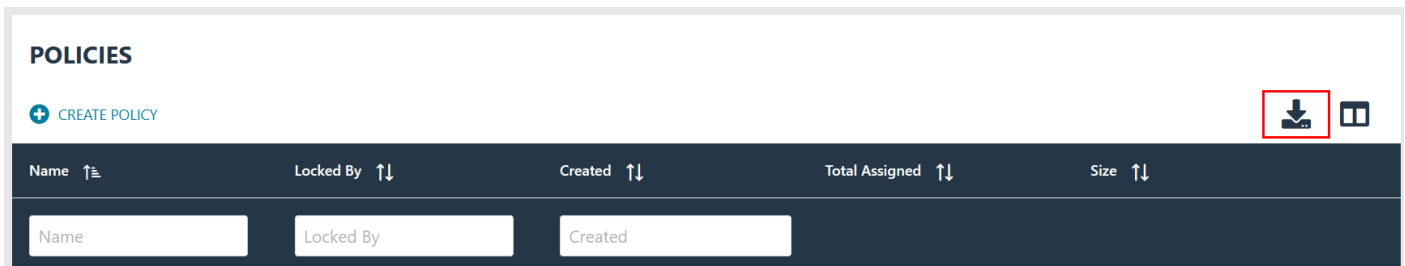 POLICIES
CREATE POLICY
Name Locked By Created Total Assigned Size
Name Locked By Created